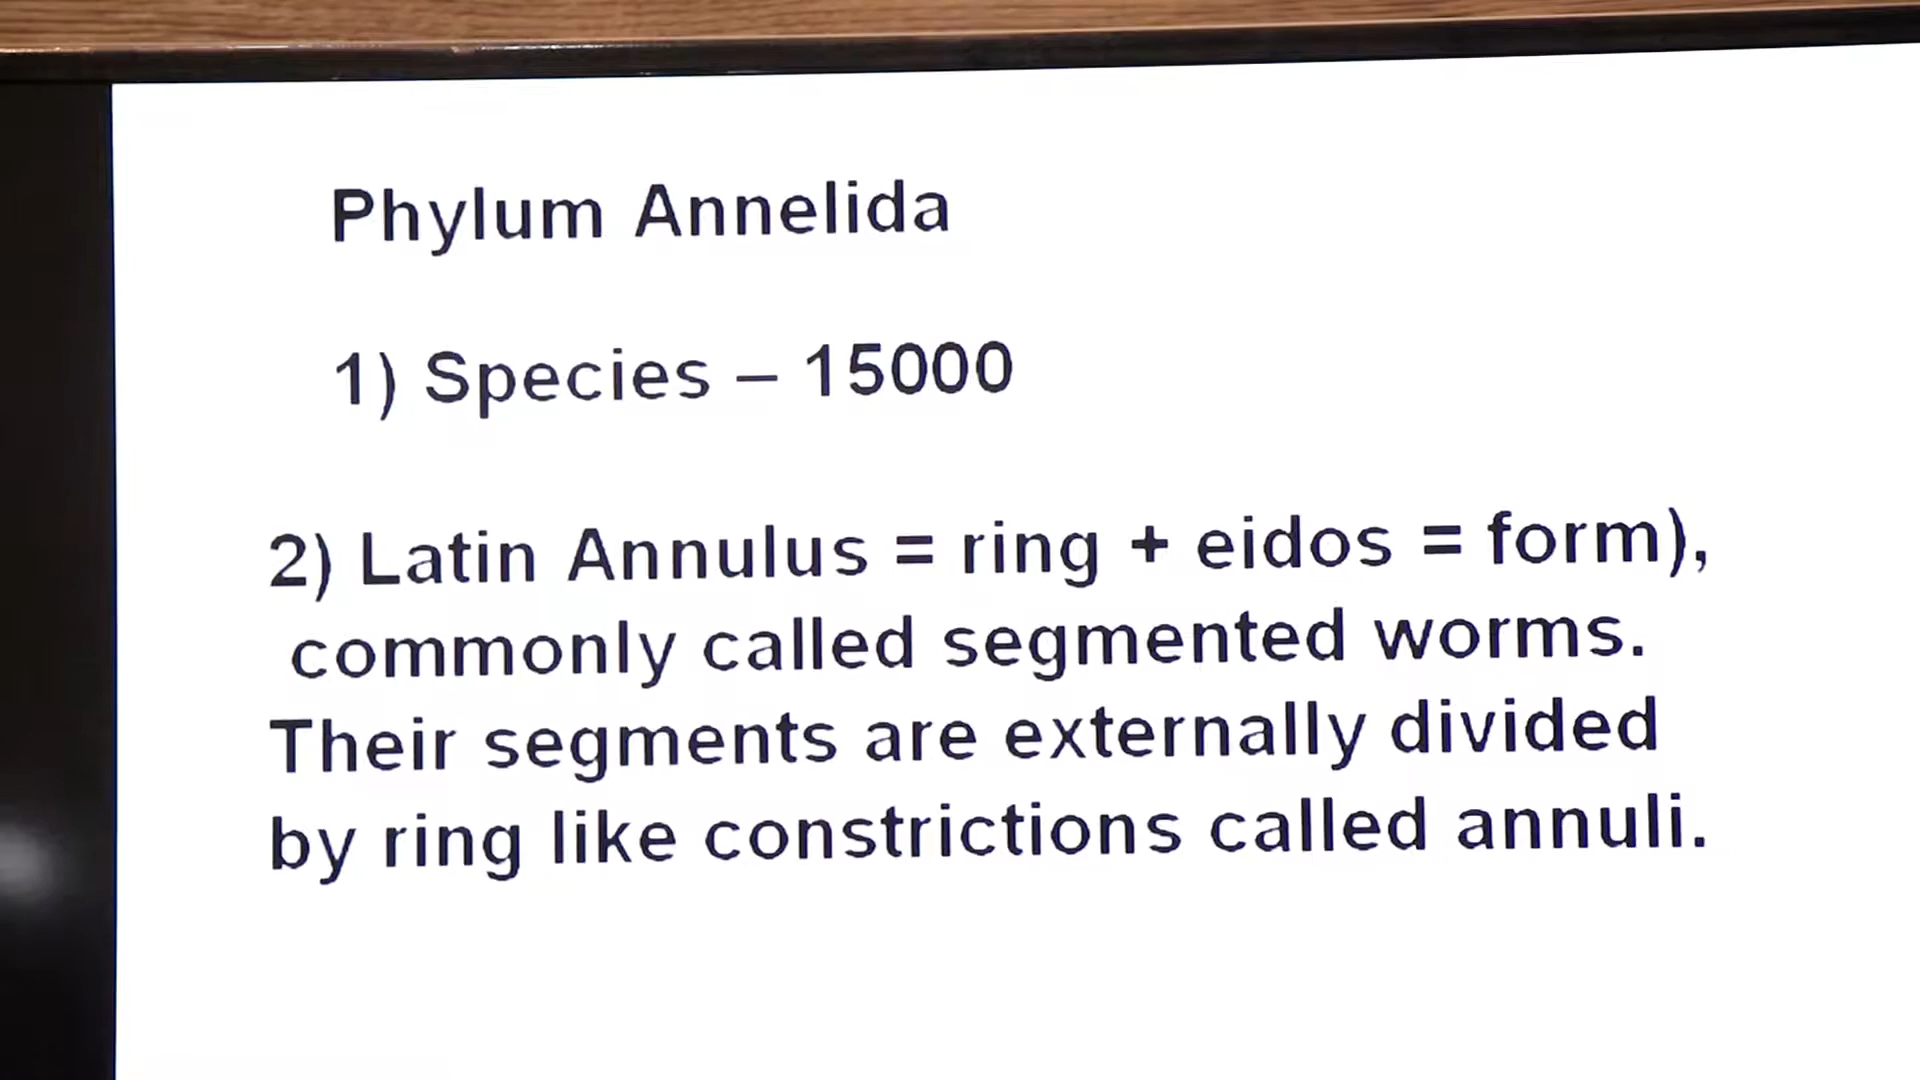 Phylum Annelida
1) Species – 15000
2) Latin Annulus = ring + eidos = form),
commonly called segmented worms.
Their segments are externally divided
by ring like constrictions called annuli.